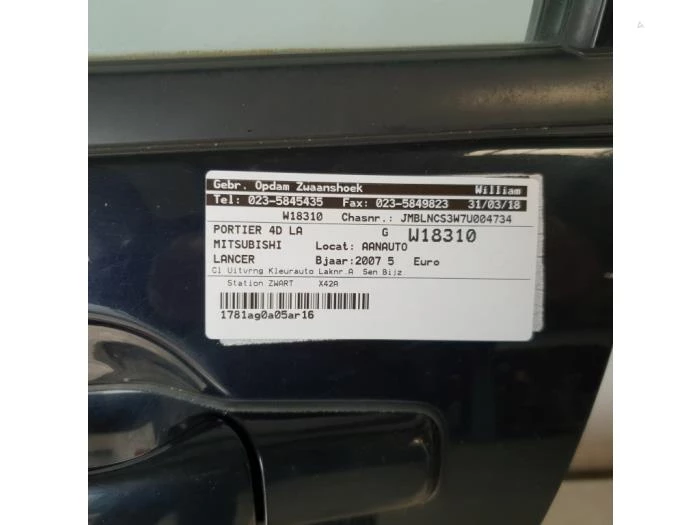 Gebr. Opdam Zwaanshoek William
Tel: 023-5845435 Fax: 023-5849823 31/03/18
W18310 Chasnr.: JMBLNCS3W7U004734
PORTIER 4D LA G W18310
MITSUBISHI Locat: AANAUTO
LANCER Bjaar:2007 5 Euro
Cl Uitvrng Kleurauto Laknr.A Sen Bijz
Station ZWART X42A
1781ag0a05ar16